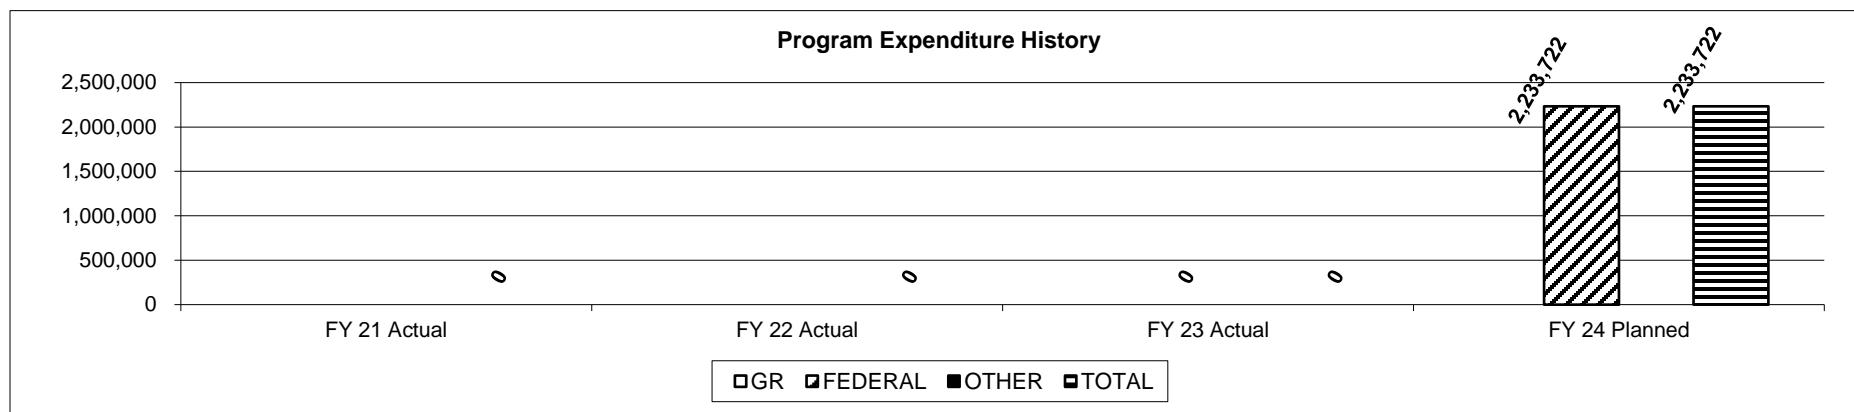 Program Expenditure History
2,500,000
2,000,000
1,500,000
1,000,000
500,000
0
0
0
0
0
2,233,722
2,233,722
FY 21 Actual
FY 22 Actual
FY 23 Actual
FY 24 Planned
GR FEDERAL OTHER TOTAL